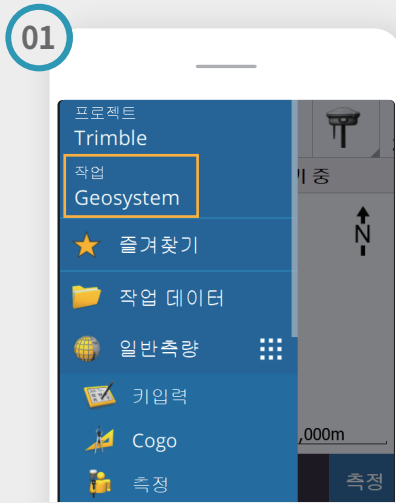 01
프로젝트
Trimble
작업
Geosystem
기 중
즐겨찾기
N
작업 데이터
일반측량
키입력
,000m
Cogo
측정
측정